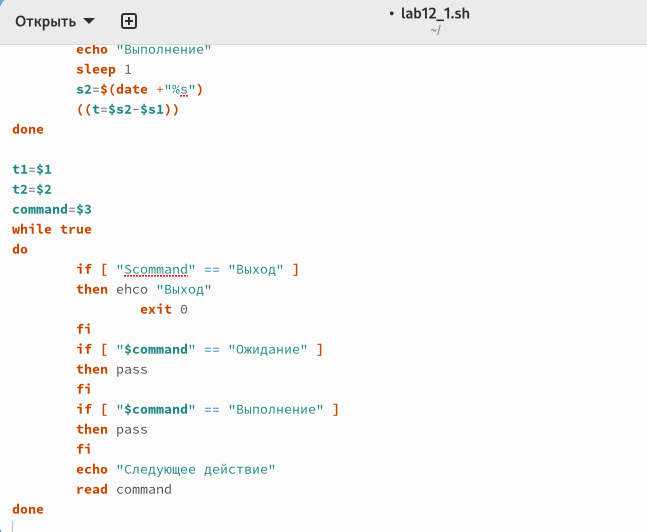 Открыть
• lab12_1.sh
~/
echo "Выполнение"
sleep 1
s2=$(date +"%s")
((t=$s2-$s1))
done
t1=$1
t2=$2
command=$3
while true
do
if [ "Scommand" == "Выход" ]
then ehco "Выход"
exit 0
fi
if [ "$command" == "Ожидание" ]
then pass
fi
if [ "$command" == "Выполнение" ]
then pass
fi
echo "Следующее действие"
read command
done